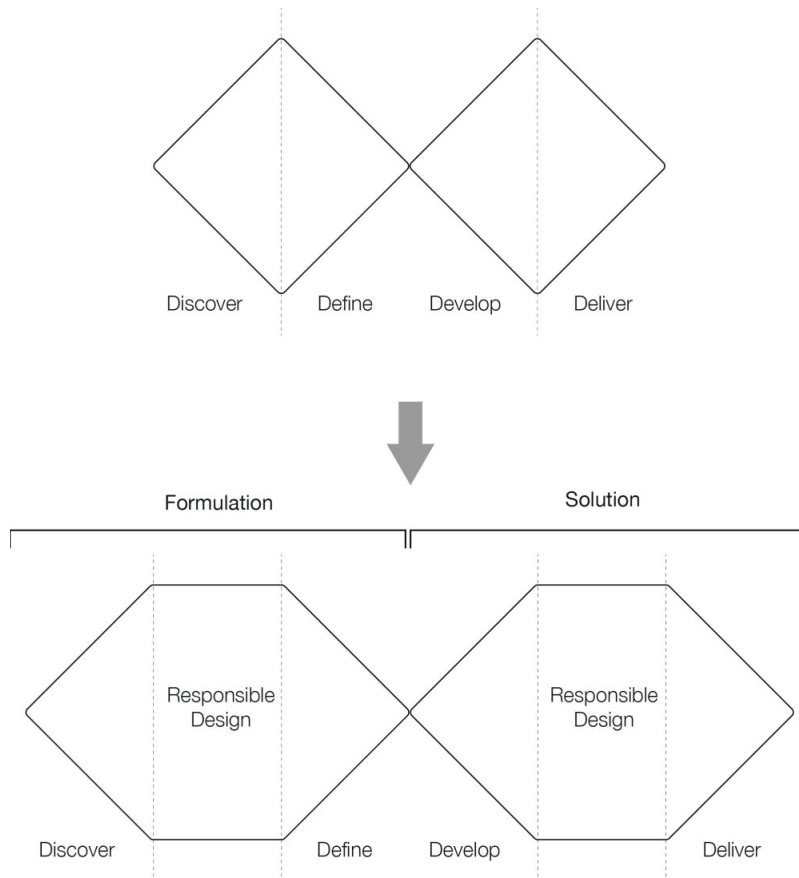 Discover
Define
Develop
Deliver
Formulation
Solution
Responsible
Design
Responsible
Design
Discover
Define
Develop
Deliver